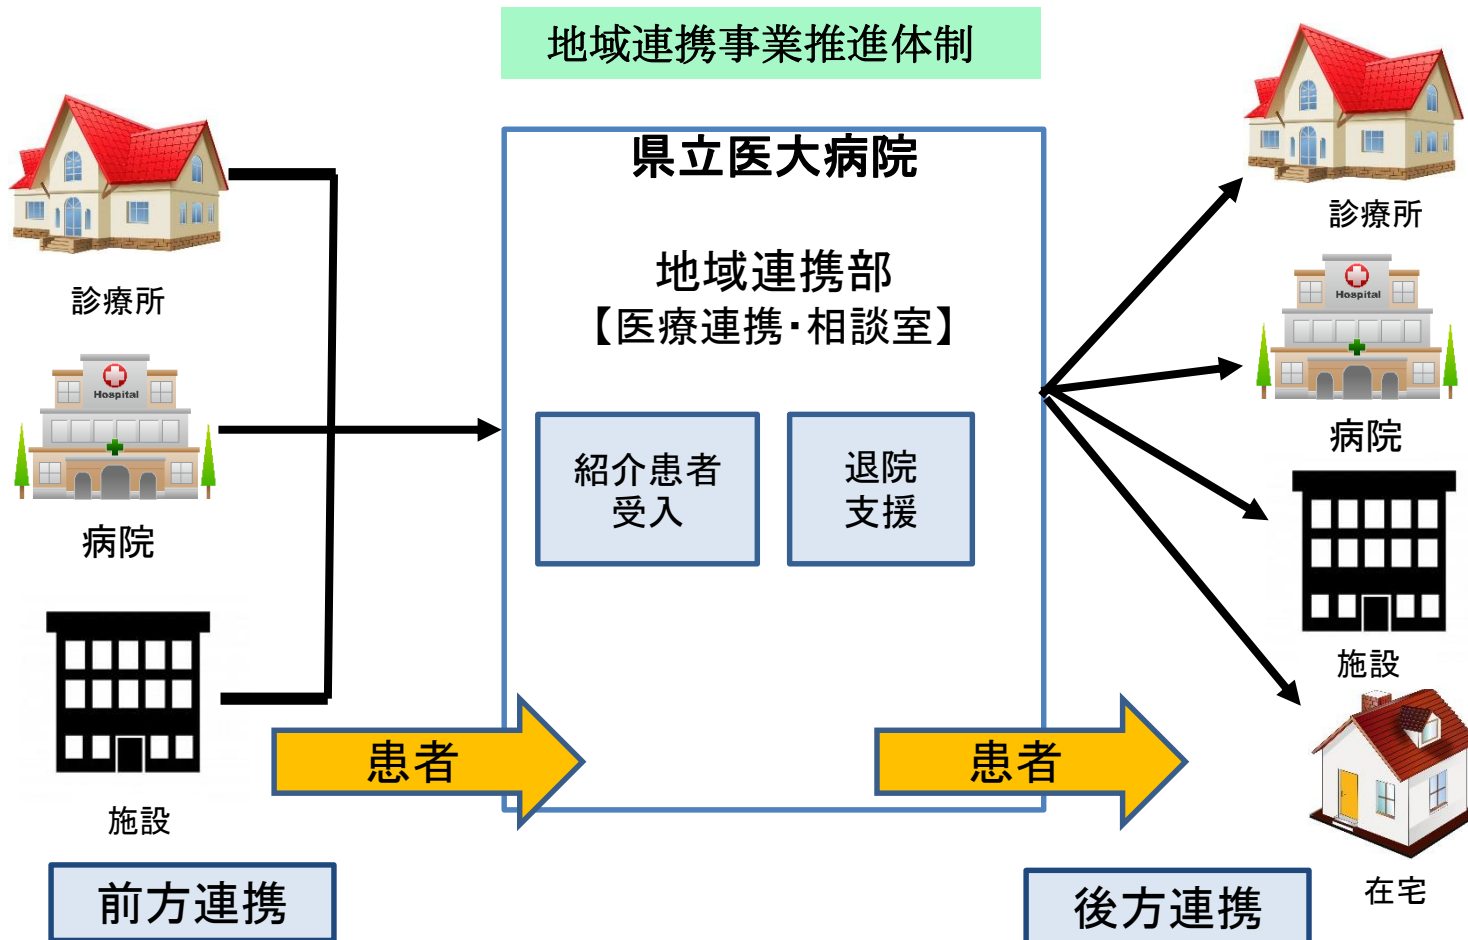 地域連携事業推進体制
診療所
Hospital
病院
施設
前方連携
県立医大病院
地域連携部
【医療連携・相談室】
紹介患者
受入
退院
支援
患者
患者
診療所
Hospital
病院
施設
在宅
後方連携